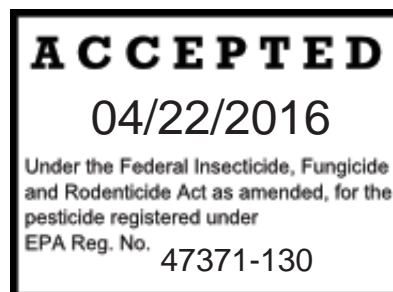 ACCEPTED
04/22/2016
Under the Federal Insecticide, Fungicide
and Rodenticide Act as amended, for the
pesticide registered under
EPA Reg. No. 47371-130